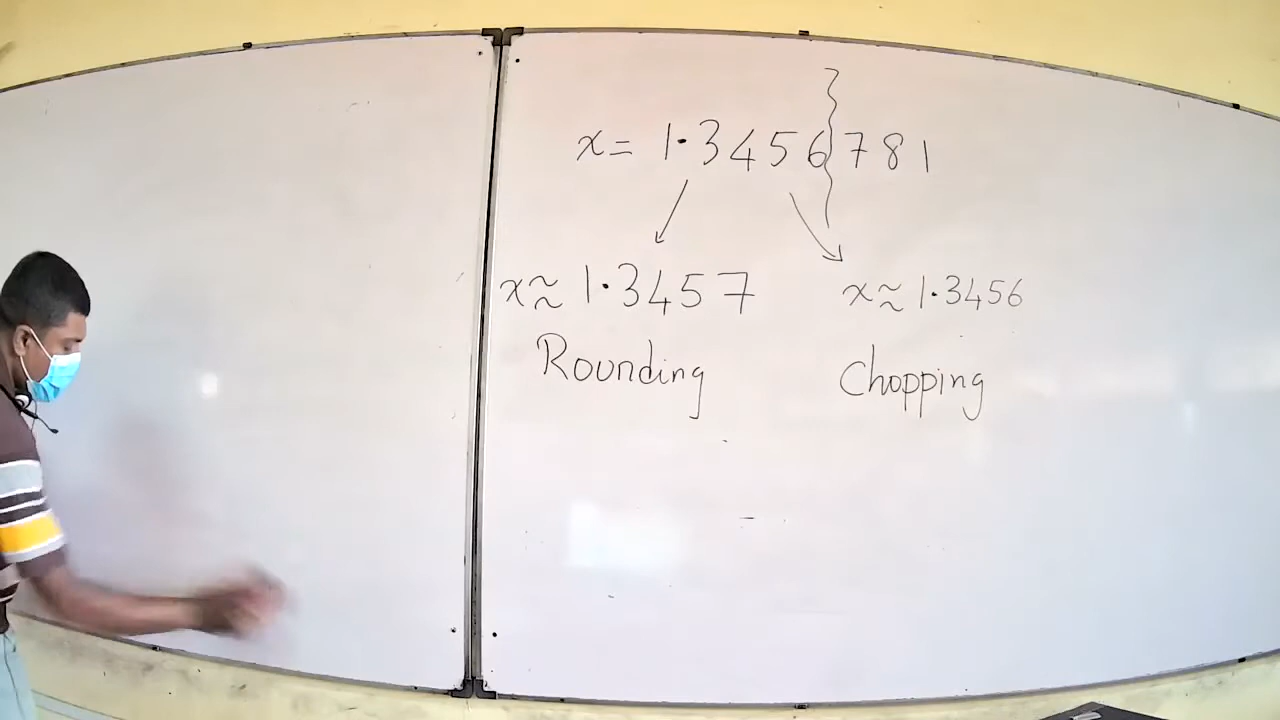 x = 1.3456781
x ≈ 1.3457 x ≈ 1.3456
Rounding Chopping